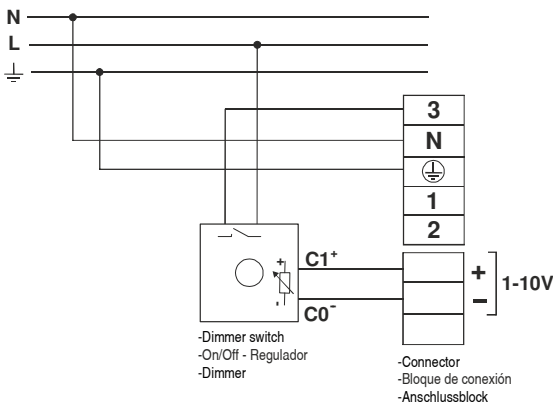 N
L
3
N
1
2
C1+
+
-
C0-
+
−
1-10V
-Dimmer switch
-On/Off - Regulador
-Dimmer
-Connector
-Bloque de conexión
-Anschlussblock